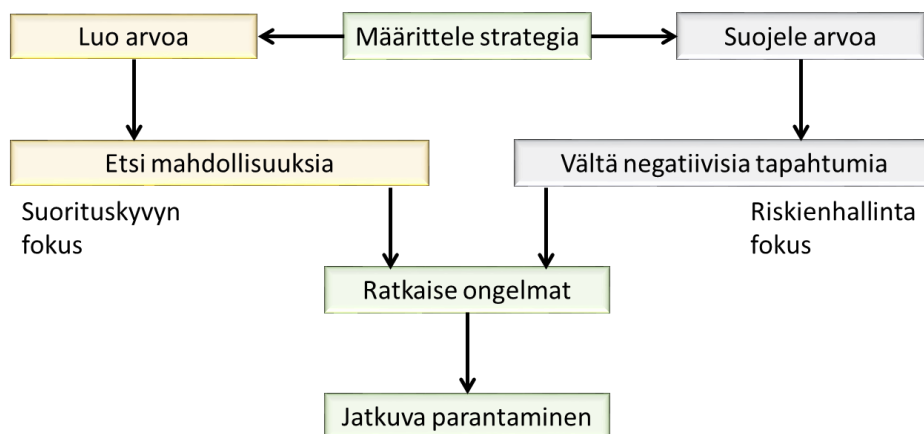 Luo arvoa
Määrittele strategia
Suojele arvoa
Etsi mahdollisuuksia
Vältä negatiivisia tapahtumia
Suorituskyvyn
fokus
Riskienhallinta
fokus
Ratkaise ongelmat
Jatkuva parantaminen